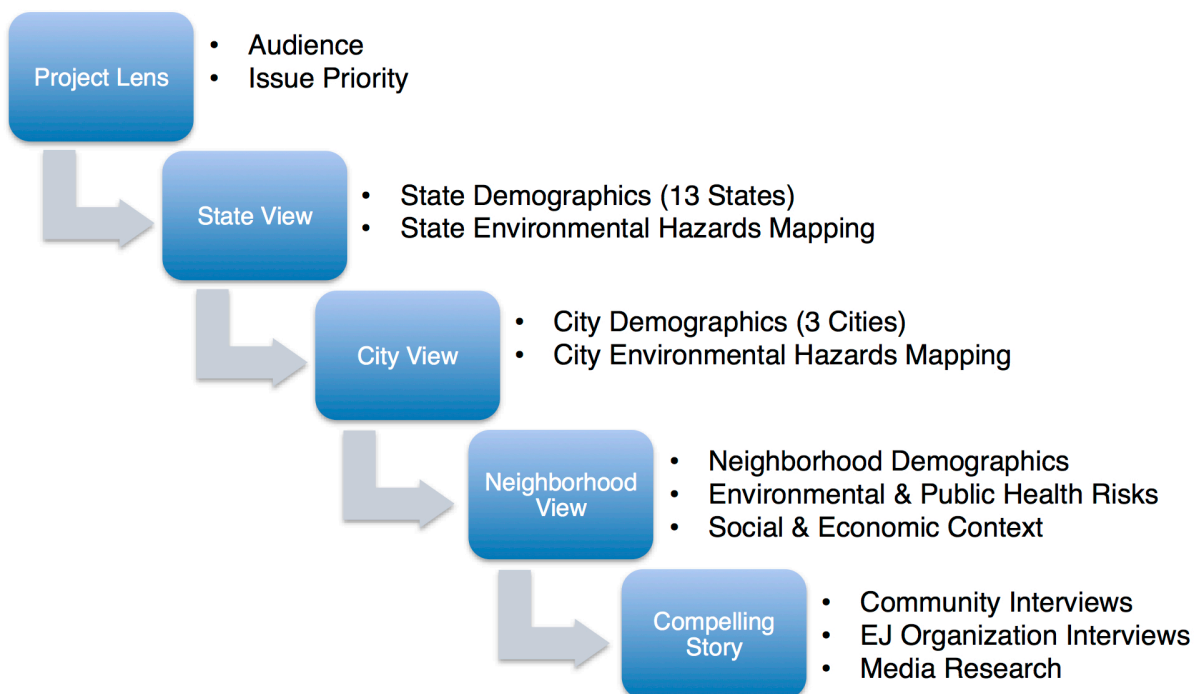 Project Lens
• Audience
• Issue Priority
State View
• State Demographics (13 States)
• State Environmental Hazards Mapping
City View
• City Demographics (3 Cities)
• City Environmental Hazards Mapping
Neighborhood
View
• Neighborhood Demographics
• Environmental & Public Health Risks
• Social & Economic Context
Compelling
Story
• Community Interviews
• EJ Organization Interviews
• Media Research